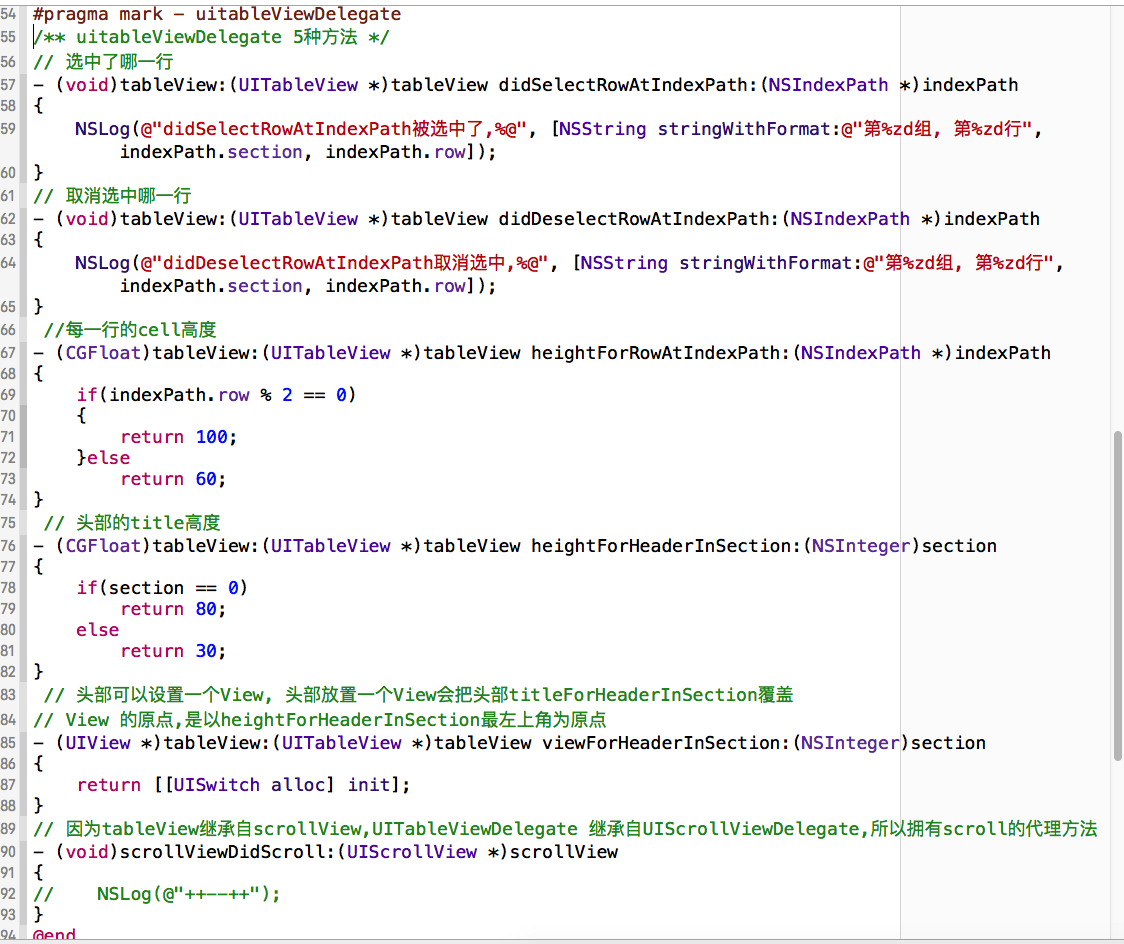 54 #pragma mark - uitableViewDelegate
55 /** uitableViewDelegate 5种方法 */
56 // 选中了哪一行
57 - (void)tableView:(UITableView *)tableView didSelectRowAtIndexPath:(NSIndexPath *)indexPath
58 {
59 NSLog(@"didSelectRowAtIndexPath被选中了,%@", [NSString stringWithFormat:@"第%zd组, 第%zd行",
indexPath.section, indexPath.row]);
60 }
61 // 取消选中哪一行
62 - (void)tableView:(UITableView *)tableView didDeselectRowAtIndexPath:(NSIndexPath *)indexPath
63 {
64 NSLog(@"didDeselectRowAtIndexPath取消选中,%@", [NSString stringWithFormat:@"第%zd组, 第%zd行",
indexPath.section, indexPath.row]);
65 }
66 //每一行的cell高度
67 - (CGFloat)tableView:(UITableView *)tableView heightForRowAtIndexPath:(NSIndexPath *)indexPath
68 {
69 if(indexPath.row % 2 == 0)
70 {
71 return 100;
72 }else
73 return 60;
74 }
75 // 头部的title高度
76 - (CGFloat)tableView:(UITableView *)tableView heightForHeaderInSection:(NSInteger)section
77 {
78 if(section == 0)
79 return 80;
80 else
81 return 30;
82 }
83 // 头部可以设置一个View, 头部放置一个View会把头部titleForHeaderInSection覆盖
84 // View 的原点,是以heightForHeaderInSection最左上角为原点
85 - (UIView *)tableView:(UITableView *)tableView viewForHeaderInSection:(NSInteger)section
86 {
87 return [[UISwitch alloc] init];
88 }
89 // 因为tableView继承自scrollView,UITableViewDelegate 继承自UIScrollViewDelegate,所以拥有scroll的代理方法
90 - (void)scrollViewDidScroll:(UIScrollView *)scrollView
91 {
92 // NSLog(@"++--++");
93 }
94 @end